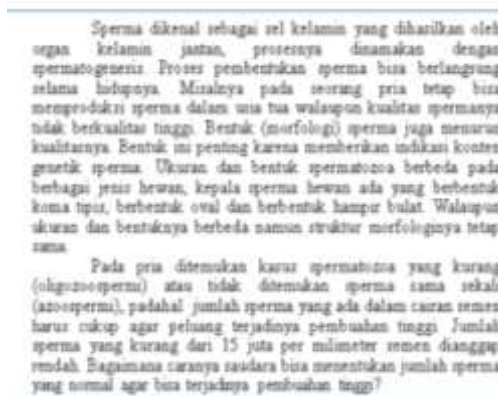 Sperma dikenal sebagai sel kelamin yang dihasilkan oleh
organ kelamin jantan, prosesnya dinamakan dengan
spermatogenesis. Proses pembentukan sperma bisa berlangsung
selama hidupnya. Misalnya pada seorang pria tetap bisa
memproduksi sperma dalam usia tua walaupun kualitas spermanya
tidak berkualitas tinggi. Bentuk (morfologi) sperma juga menurun
kualitasnya. Bentuk ini penting karena memberikan indikasi konten
genetik sperma. Ukuran dan bentuk spermatozoa berbeda pada
berbagai jenis hewan, kepala sperma hewan ada yang berbentuk
koma tipis, berbentuk oval dan berbentuk hampir bulat. Walaupun
ukuran dan bentuknya berbeda namun struktur morfologinya tetap
sama.
Pada pria ditemukan kasus spermatozoa yang kurang
(oligozoospermi) atau tidak ditemukan sperma sama sekali
(azoospermi), padahal jumlah sperma yang ada dalam cairan semen
harus cukup agar peluang terjadinya pembuahan tinggi. Jumlah
sperma yang kurang dari 15 juta per milimeter semen dianggap
rendah. Bagaimana caranya saudara bisa menentukan jumlah sperma
yang normal agar bisa terjadinya pembuahan tinggi?